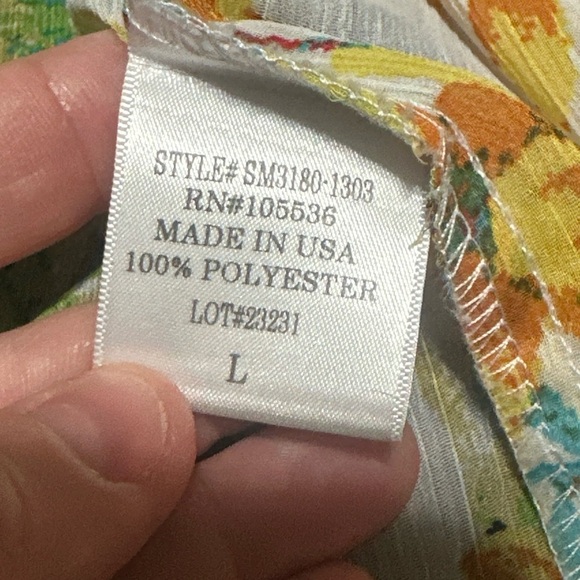 STYLE# SM3180-1303
RN#105536
MADE IN USA
100% POLYESTER
LOT#23231
L